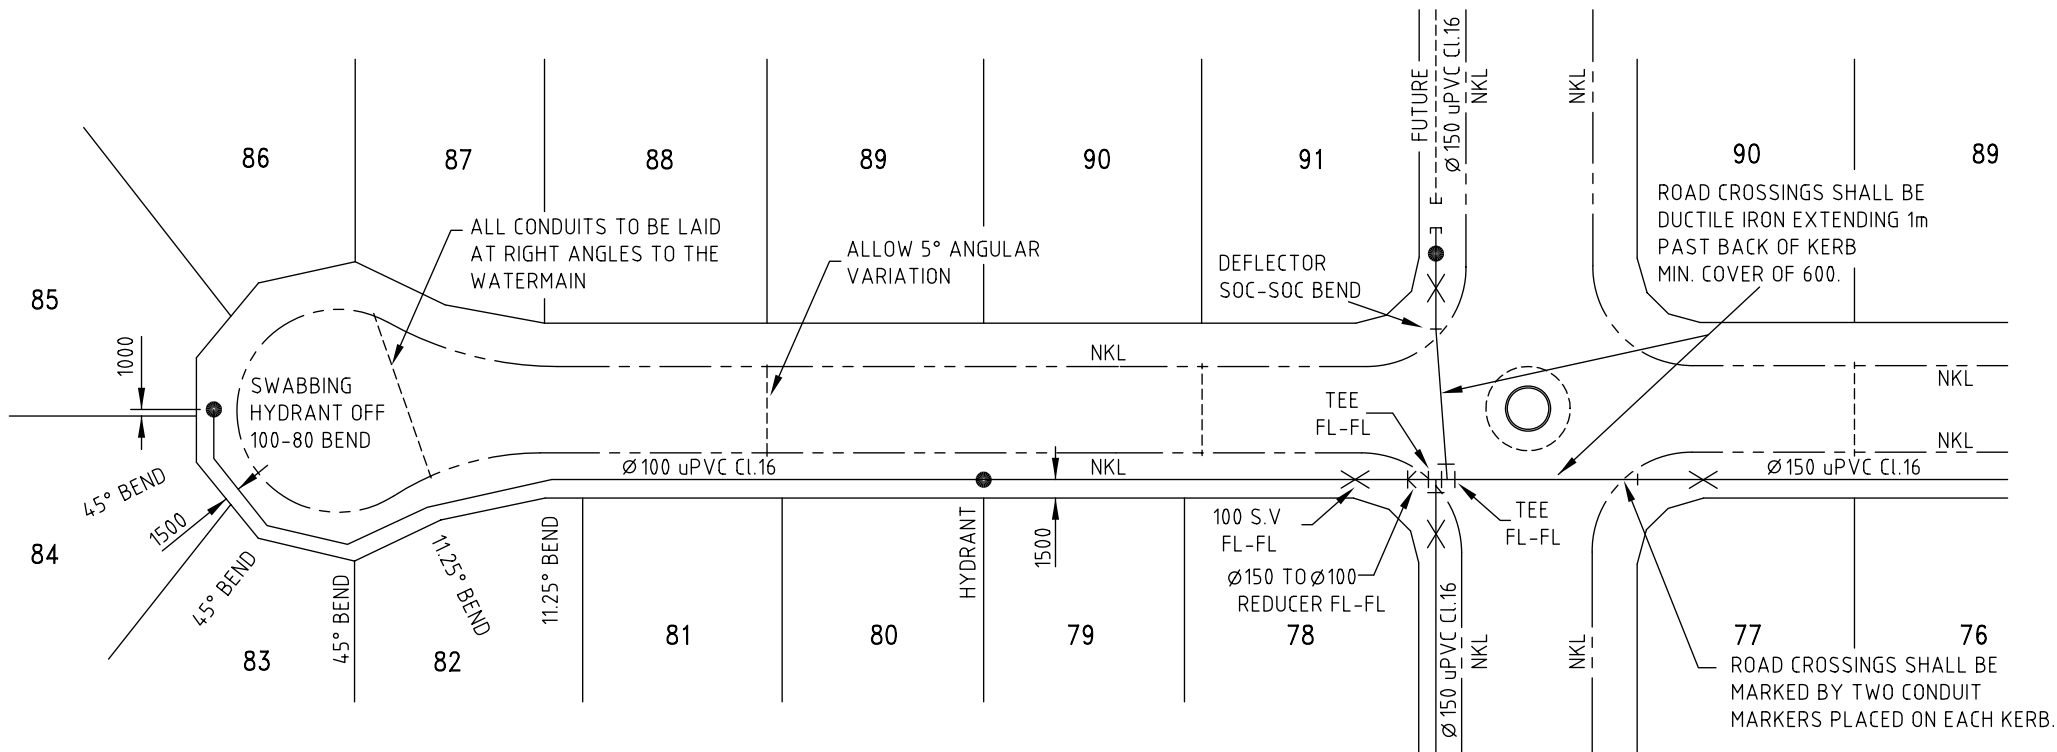 86
87
88
89
90
91
90
89
FUTURE
Ø150 uPVC Cl.16
NKL
NKL
ROAD CROSSINGS SHALL BE
DUCTILE IRON EXTENDING 1m
PAST BACK OF KERB
MIN. COVER OF 600.
ALL CONDUITS TO BE LAID
AT RIGHT ANGLES TO THE
WATERMAIN
ALLOW 5° ANGULAR
VARIATION
DEFLECTOR
SOC-SOC BEND
85
1000
SWABBING
HYDRANT OFF
100-80 BEND
NKL
NKL
TEE
FL-FL
NKL
Ø100 uPVC Cl.16
NKL
Ø150 uPVC Cl.16
45° BEND
1500
84
45° BEND
45° BEND
11.25° BEND
11.25° BEND
HYDRANT
1500
100 S.V
FL-FL
TEE
FL-FL
Ø150 TO Ø100
REDUCER FL-FL
83
82
81
80
79
78
Ø150 uPVC Cl.16
NKL
NKL
77
76
ROAD CROSSINGS SHALL BE
MARKED BY TWO CONDUIT
MARKERS PLACED ON EACH KERB.